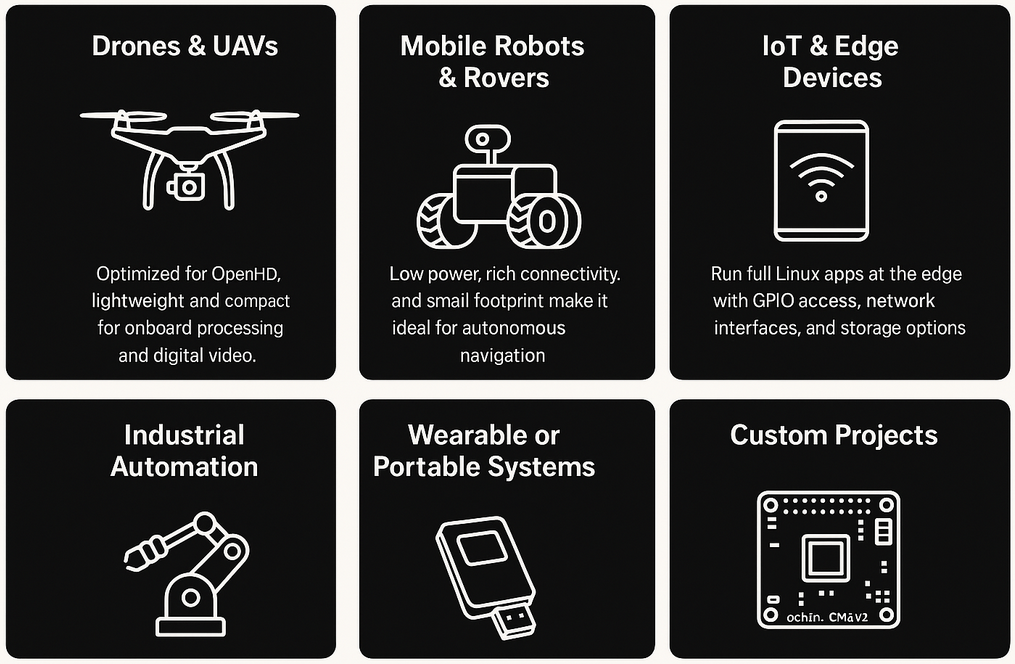 Drones & UAVs
Optimized for OpenHD,
lightweight and compact
for onboard processing
and digital video.
Mobile Robots
& Rovers
Low power, rich connectivity.
and smail footprint make it
ideal for autonomous
navigation
IoT & Edge
Devices
Run full Linux apps at the edge
with GPIO access, network
interfaces, and storage options
Industrial
Automation
Wearable or
Portable Systems
Custom Projects
ochin. CMāV2